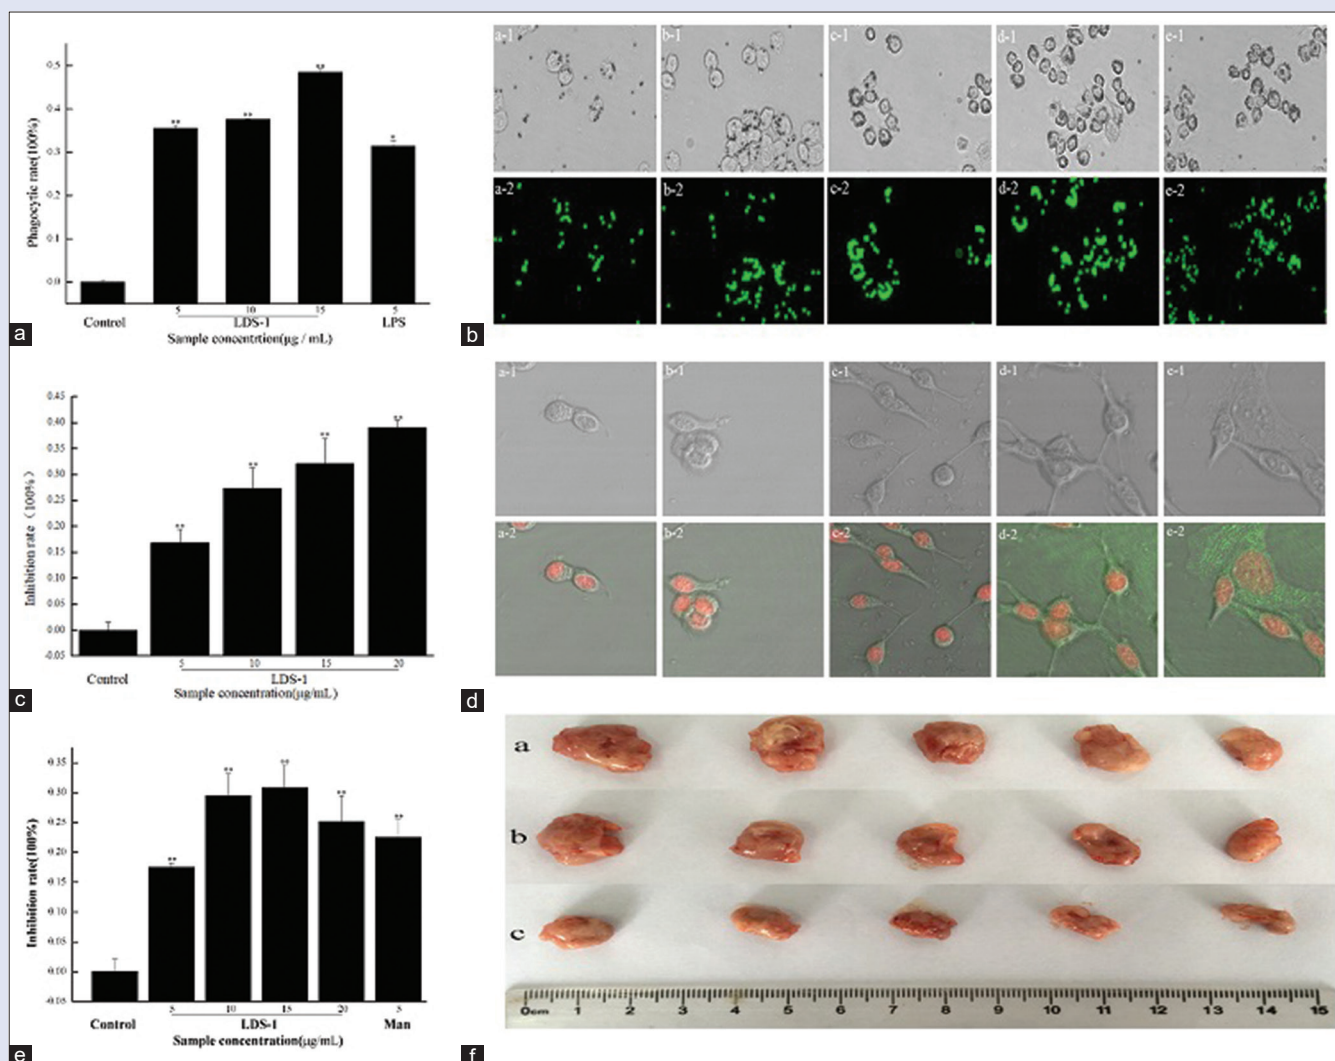 0.5
0.4
0.3
0.2
0.1
0.0
Phagocytic rate(100%)
** ** ** *
5 10 15 5
Control LDS-1 LPS
Sample concentrtion(μg / mL)
a
a-1 b-1 c-1 d-1 e-1
a-2 b-2 c-2 d-2 e-2
b
0.45
0.40
0.35
0.30
0.25
0.20
0.15
0.10
0.05
0.00
-0.05
Inhibition rate (100%)
** ** ** **
5 10 15 20
Control LDS-1
Sample concentration(μg/mL)
c
a-1 b-1 c-1 d-1 e-1
a-2 b-2 c-2 d-2 e-2
d
0.35
0.30
0.25
0.20
0.15
0.10
0.05
0.00
-0.05
Inhibition rate(100%)
** ** ** ** **
5 10 15 20 5
Control LDS-1 Man
Sample concentration(μg/mL)
e
a
b
c
0cm 1 2 3 4 5 6 7 8 9 10 11 12 13 14 15
f